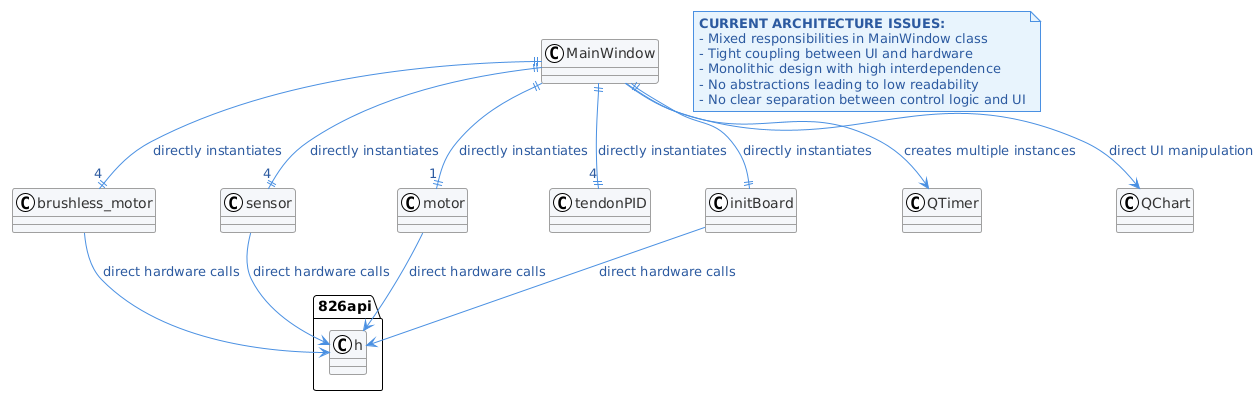 CURRENT ARCHITECTURE ISSUES:
- Mixed responsibilities in MainWindow class
- Tight coupling between UI and hardware
- Monolithic design with high interdependence
- No abstractions leading to low readability
- No clear separation between control logic and UI
C MainWindow
directly instantiates
directly instantiates
directly instantiates
directly instantiates
directly instantiates
creates multiple instances
direct UI manipulation
4
4
1
4
C brushless_motor
C sensor
C motor
C tendonPID
C initBoard
C QTimer
C QChart
direct hardware calls
direct hardware calls
direct hardware calls
direct hardware calls
826api
C h